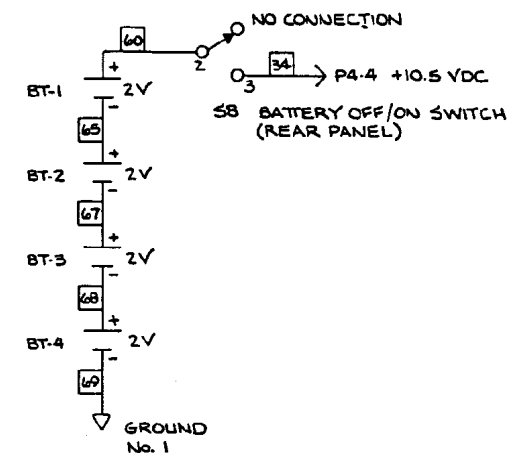 NO CONNECTION
60
2
+
BT-1 2V
-
34
3
P4-4 +10.5 VDC
S8 BATTERY OFF/ON SWITCH
(REAR PANEL)
65
+
BT-2 2V
-
67
+
BT-3 2V
-
68
+
BT-4 2V
-
69
GROUND
No. 1